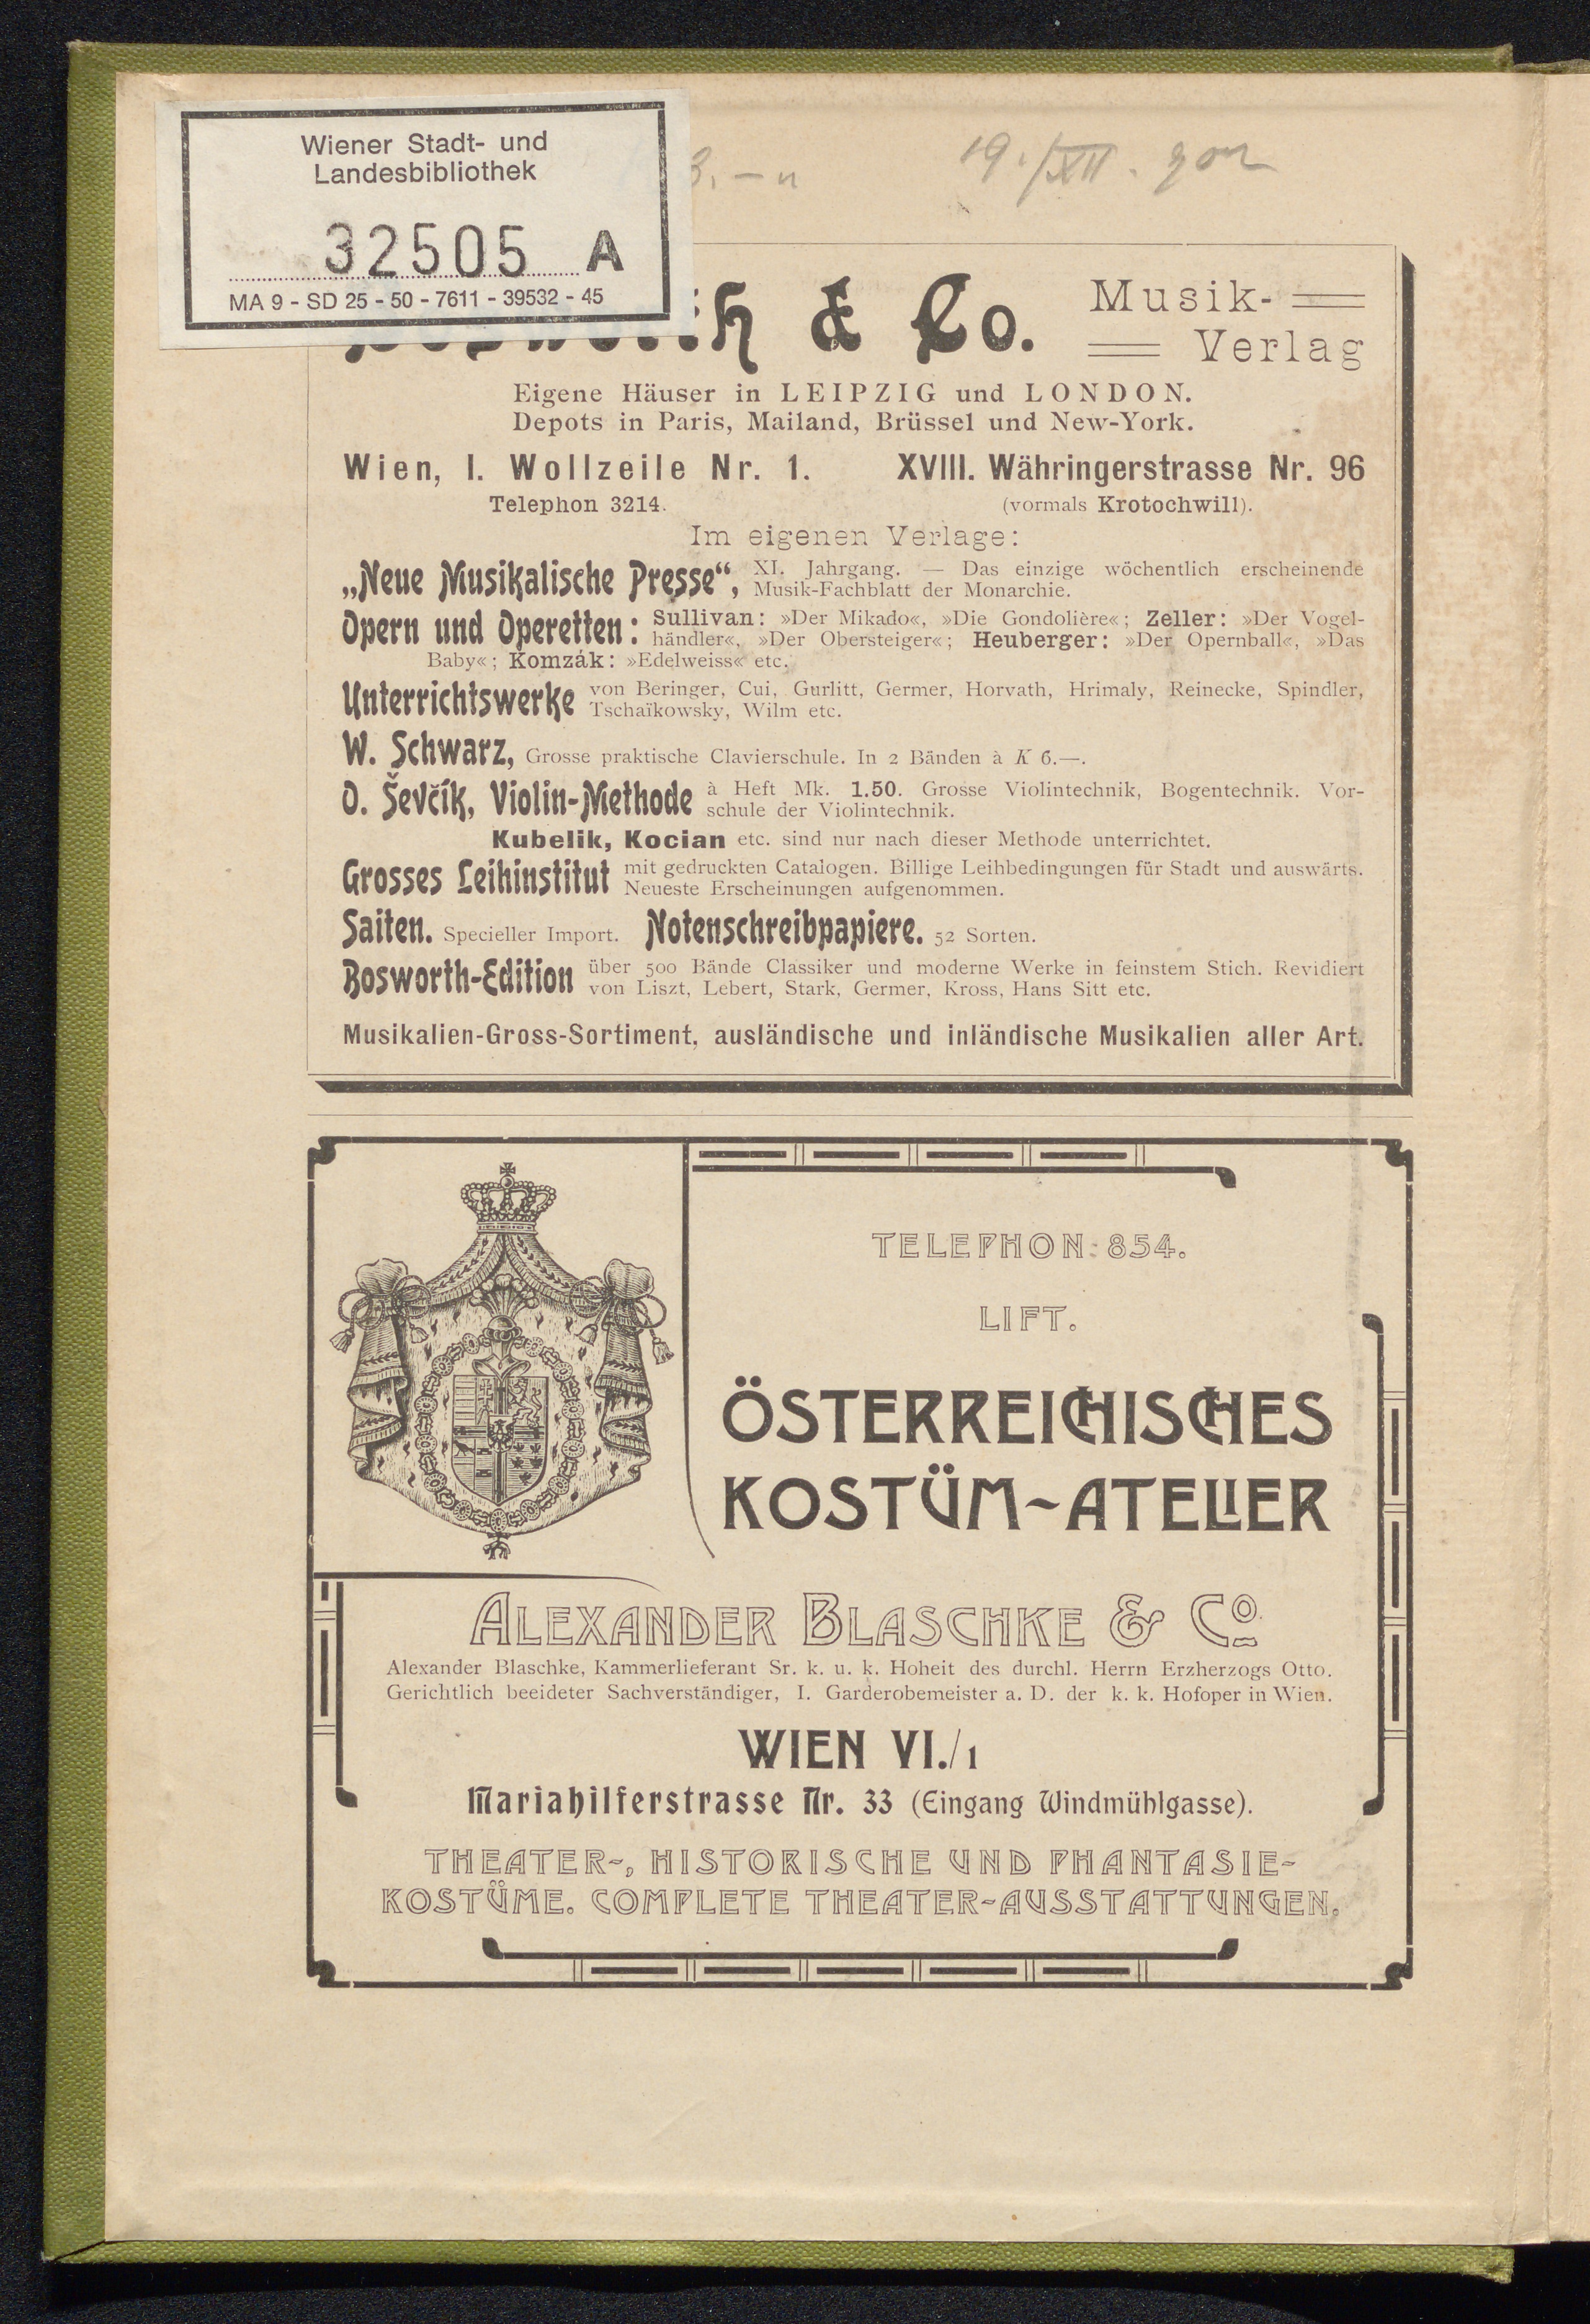 Wiener Stadt- und
Landesbibliothek
32505 A
MA 9 - SD 25 - 50 - 7611 - 39532 - 45
3.–
19./XII. 902
& Co.
Musik-
Verlag
Eigene Häuser in LEIPZIG und LONDON.
Depots in Paris, Mailand, Brüssel und New-York.
Wien, I. Wollzeile Nr. 1. XVIII. Währingerstrasse Nr. 96
Telephon 3214. (vormals Krotochwill).
Im eigenen Verlage:
„Neue Musikalische Presse“, XI. Jahrgang. — Das einzige wöchentlich erscheinende
Musik-Fachblatt der Monarchie.
Opern und Operetten: Sullivan: »Der Mikado«, »Die Gondolière«; Zeller: »Der Vogel-
händler«, »Der Obersteiger«; Heuberger: »Der Opernball«, »Das
Baby«; Komzák: »Edelweiss« etc.
Unterrichtswerke von Beringer, Cui, Gurlitt, Germer, Horvath, Hrimaly, Reinecke, Spindler,
Tschaïkowsky, Wilm etc.
W. Schwarz, Grosse praktische Clavierschule. In 2 Bänden à K 6.—.
O. Ševčík, Violin-Methode à Heft Mk. 1.50. Grosse Violintechnik, Bogentechnik. Vor-
schule der Violintechnik.
Kubelik, Kocian etc. sind nur nach dieser Methode unterrichtet.
Grosses Leihinstitut mit gedruckten Catalogen. Billige Leihbedingungen für Stadt und auswärts.
Neueste Erscheinungen aufgenommen.
Saiten. Specieller Import. Notenschreibpapiere. 52 Sorten.
Bosworth-Edition über 500 Bände Classiker und moderne Werke in feinstem Stich. Revidiert
von Liszt, Lebert, Stark, Germer, Kross, Hans Sitt etc.
Musikalien-Gross-Sortiment, ausländische und inländische Musikalien aller Art.
TELEPHON: 854.
LIFT.
ÖSTERREICHISCHES
KOSTÜM-ATELIER
ALEXANDER BLASCHKE & Co.
Alexander Blaschke, Kammerlieferant Sr. k. u. k. Hoheit des durchl. Herrn Erzherzogs Otto.
Gerichtlich beeideter Sachverständiger, I. Garderobemeister a. D. der k. k. Hofoper in Wien.
WIEN VI./1
Mariahilferstrasse Nr. 33 (Eingang Windmühlgasse).
THEATER-, HISTORISCHE UND PHANTASIE-
KOSTÜME. COMPLETE THEATER-AUSSTATTUNGEN.